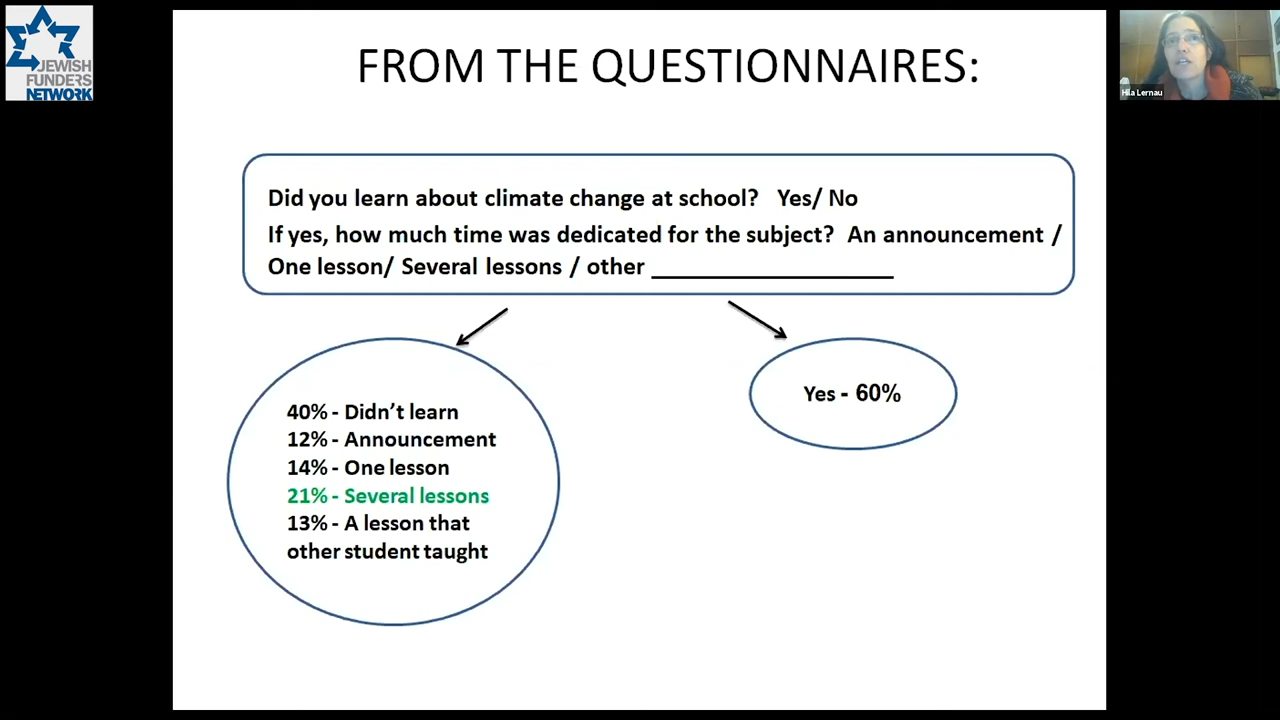 JEWISH
FUNDERS
NETWORK
FROM THE QUESTIONNAIRES:
Hila Lernau
Did you learn about climate change at school? Yes/ No
If yes, how much time was dedicated for the subject? An announcement /
One lesson/ Several lessons / other ____________________
40% - Didn't learn
12% - Announcement
14% - One lesson
21% - Several lessons
13% - A lesson that
other student taught
Yes - 60%